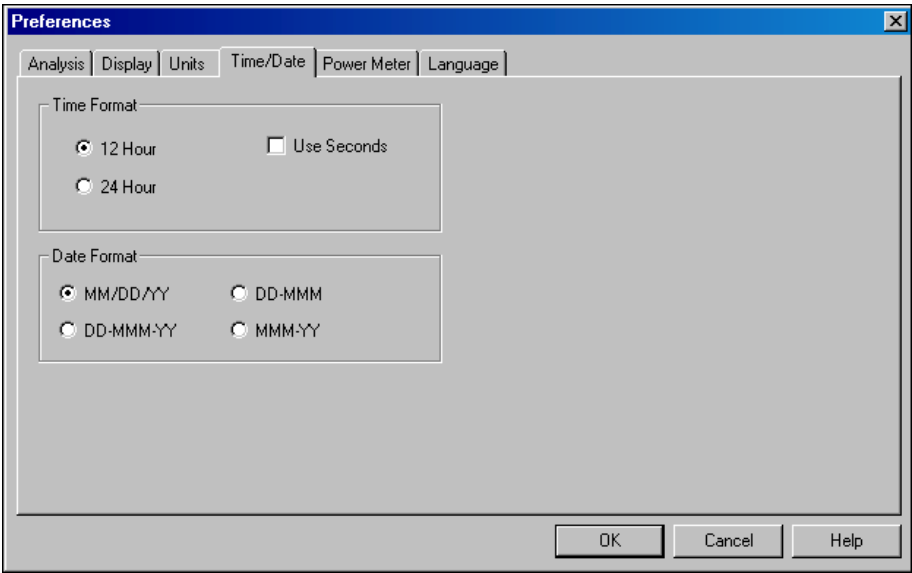 Preferences
Analysis Display Units Time/Date Power Meter Language
Time Format
12 Hour Use Seconds
24 Hour
Date Format
MM/DD/YY DD-MMM
DD-MMM-YY MMM-YY
OK Cancel Help